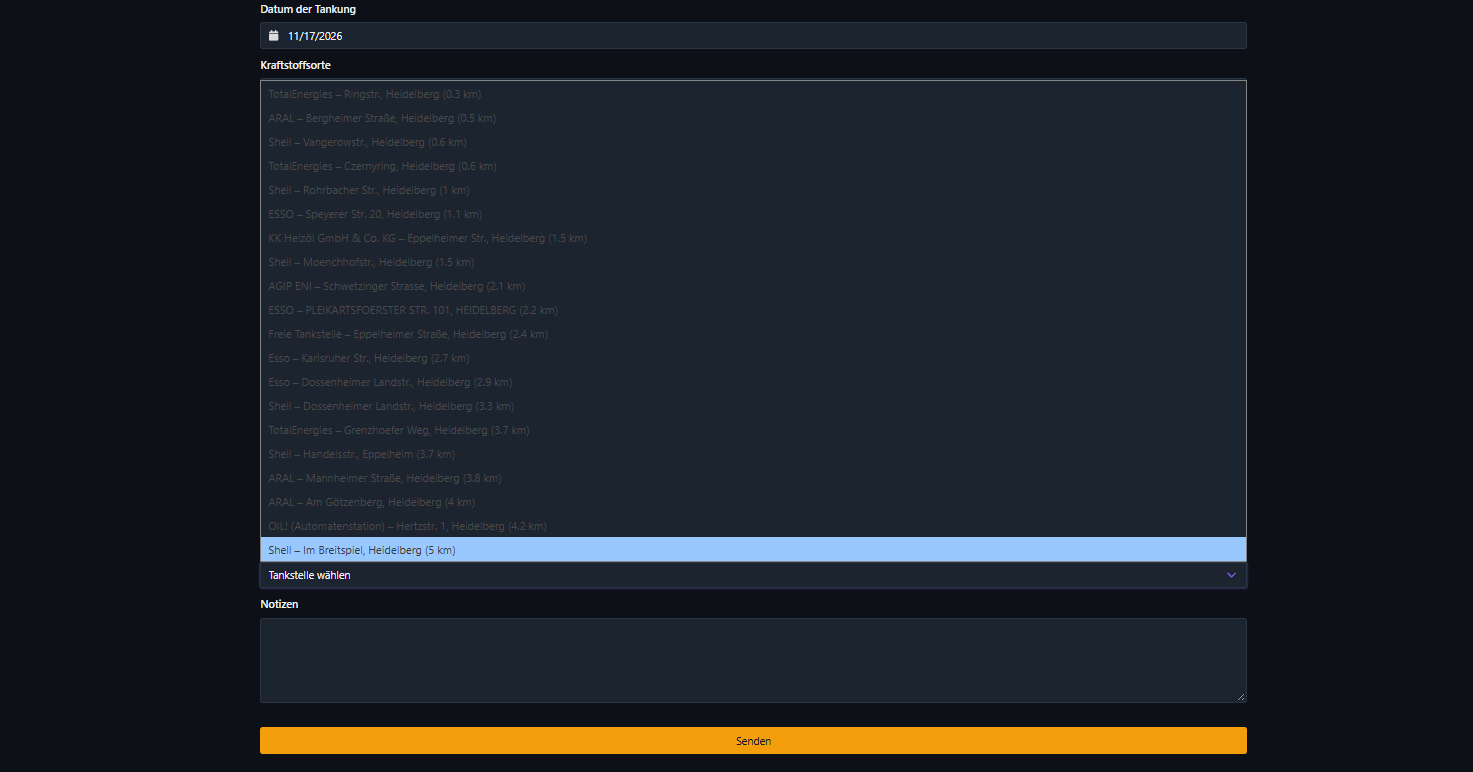 Datum der Tankung
11/17/2026
Kraftstoffsorte
TotalEnergies – Ringstr., Heidelberg (0.3 km)
ARAL – Bergheimer Straße, Heidelberg (0.5 km)
Shell – Vangerowstr., Heidelberg (0.6 km)
TotalEnergies – Czernyring, Heidelberg (0.6 km)
Shell – Rohrbacher Str., Heidelberg (1 km)
ESSO – Speyerer Str. 20, Heidelberg (1.1 km)
KK Heizöl GmbH & Co. KG – Eppelheimer Str., Heidelberg (1.5 km)
Shell – Moenchhofstr., Heidelberg (1.5 km)
AGIP ENI – Schwetzinger Strasse, Heidelberg (2.1 km)
ESSO – PLEIKARTSFOERSTER STR. 101, HEIDELBERG (2.2 km)
Freie Tankstelle – Eppelheimer Straße, Heidelberg (2.4 km)
Esso – Karlsruher Str., Heidelberg (2.7 km)
Esso – Dossenheimer Landstr., Heidelberg (2.9 km)
Shell – Dossenheimer Landstr., Heidelberg (3.3 km)
TotalEnergies – Grenzhoefer Weg, Heidelberg (3.7 km)
Shell – Handelsstr., Eppelheim (3.7 km)
ARAL – Mannheimer Straße, Heidelberg (3.8 km)
ARAL – Am Götzenberg, Heidelberg (4 km)
OIL! (Automatenstation) – Hertzstr. 1, Heidelberg (4.2 km)
Shell – Im Breitspiel, Heidelberg (5 km)
Tankstelle wählen
Notizen
Senden